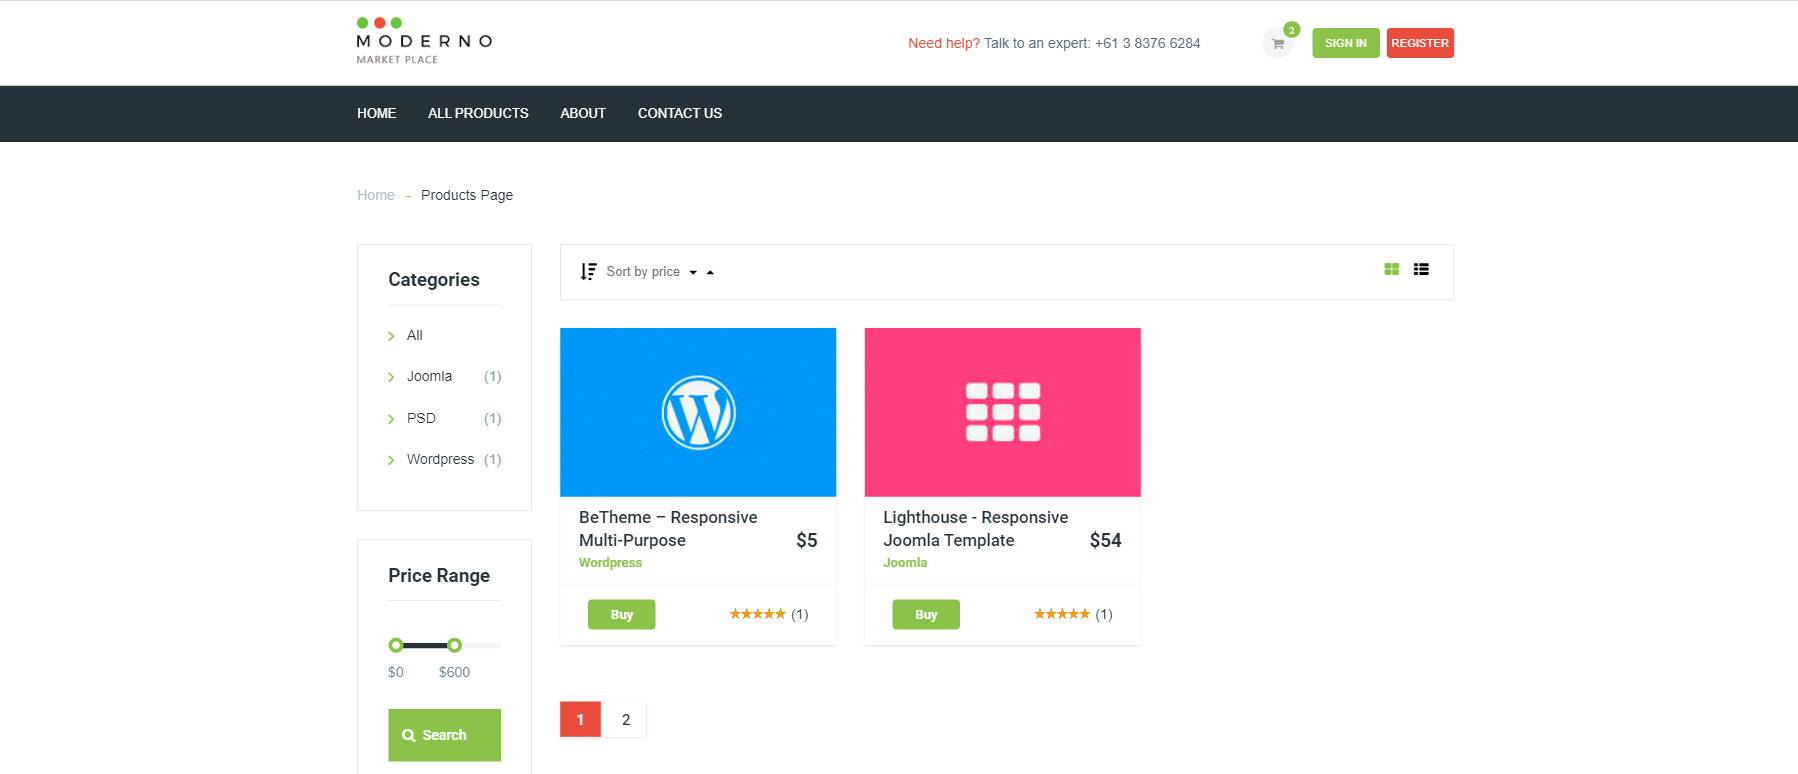 MODERNO
MARKET PLACE
Need help? Talk to an expert: +61 3 8376 6284
2
SIGN IN
REGISTER
HOME
ALL PRODUCTS
ABOUT
CONTACT US
Home - Products Page
Categories
All
Joomla (1)
PSD (1)
Wordpress (1)
Price Range
$0
$600
Search
Sort by price
BeTheme – Responsive
Multi-Purpose
$5
Wordpress
Buy
(1)
Lighthouse - Responsive
Joomla Template
$54
Joomla
Buy
(1)
1
2